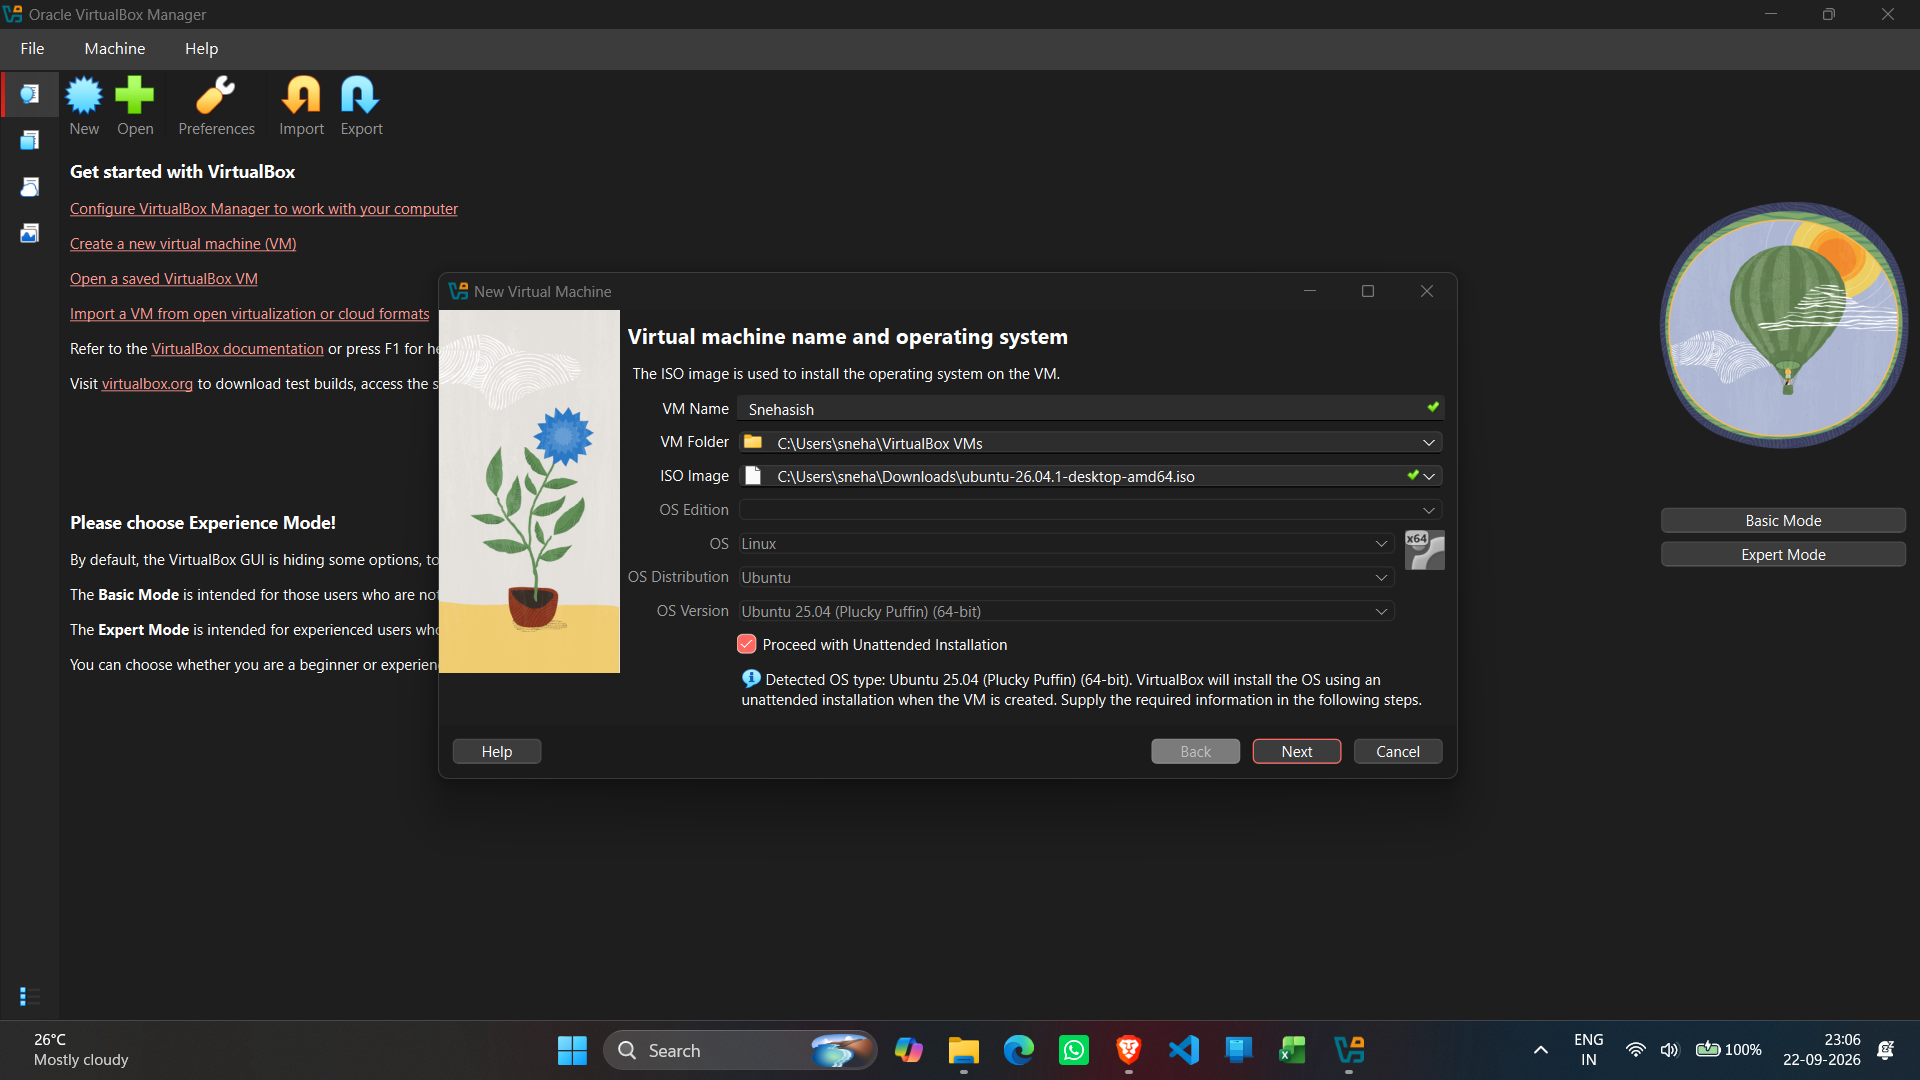 Oracle VirtualBox Manager
File Machine Help
New Open Preferences Import Export
Get started with VirtualBox
Configure VirtualBox Manager to work with your computer
Create a new virtual machine (VM)
Open a saved VirtualBox VM
Import a VM from open virtualization or cloud formats
Refer to the VirtualBox documentation or press F1 for
Visit virtualbox.org to download test builds, access the
Please choose Experience Mode!
By default, the VirtualBox GUI is hiding some options,
The Basic Mode is intended for those users who are
The Expert Mode is intended for experienced users
You can choose whether you are a beginner or
Basic Mode
Expert Mode
New Virtual Machine
Virtual machine name and operating system
The ISO image is used to install the operating system on the VM.
VM Name Snehasish
VM Folder C:\Users\sneha\VirtualBox VMs
ISO Image C:\Users\sneha\Downloads\ubuntu-26.04.1-desktop-amd64.iso
OS Edition
OS Linux
x64
OS Distribution Ubuntu
OS Version Ubuntu 25.04 (Plucky Puffin) (64-bit)
Proceed with Unattended Installation
Detected OS type: Ubuntu 25.04 (Plucky Puffin) (64-bit). VirtualBox will install the OS using an
unattended installation when the VM is created. Supply the required information in the following steps.
Help Back Next Cancel
26°C
Mostly cloudy
Search
ENG
IN
100%
23:06
22-09-2026